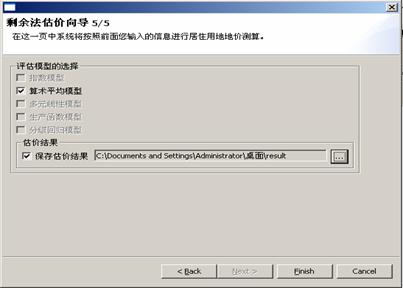 剩余法估价向导 5/5
在这一页中系统将按照前面您输入的信息进行居住用地地价测算。
评估模型的选择
指数模型
算术平均模型
多元线性模型
生产函数模型
分组回归模型
估价结果
保存估价结果 C:\Documents and Settings\Administrator\桌面\result ...
< Back Next > Finish Cancel